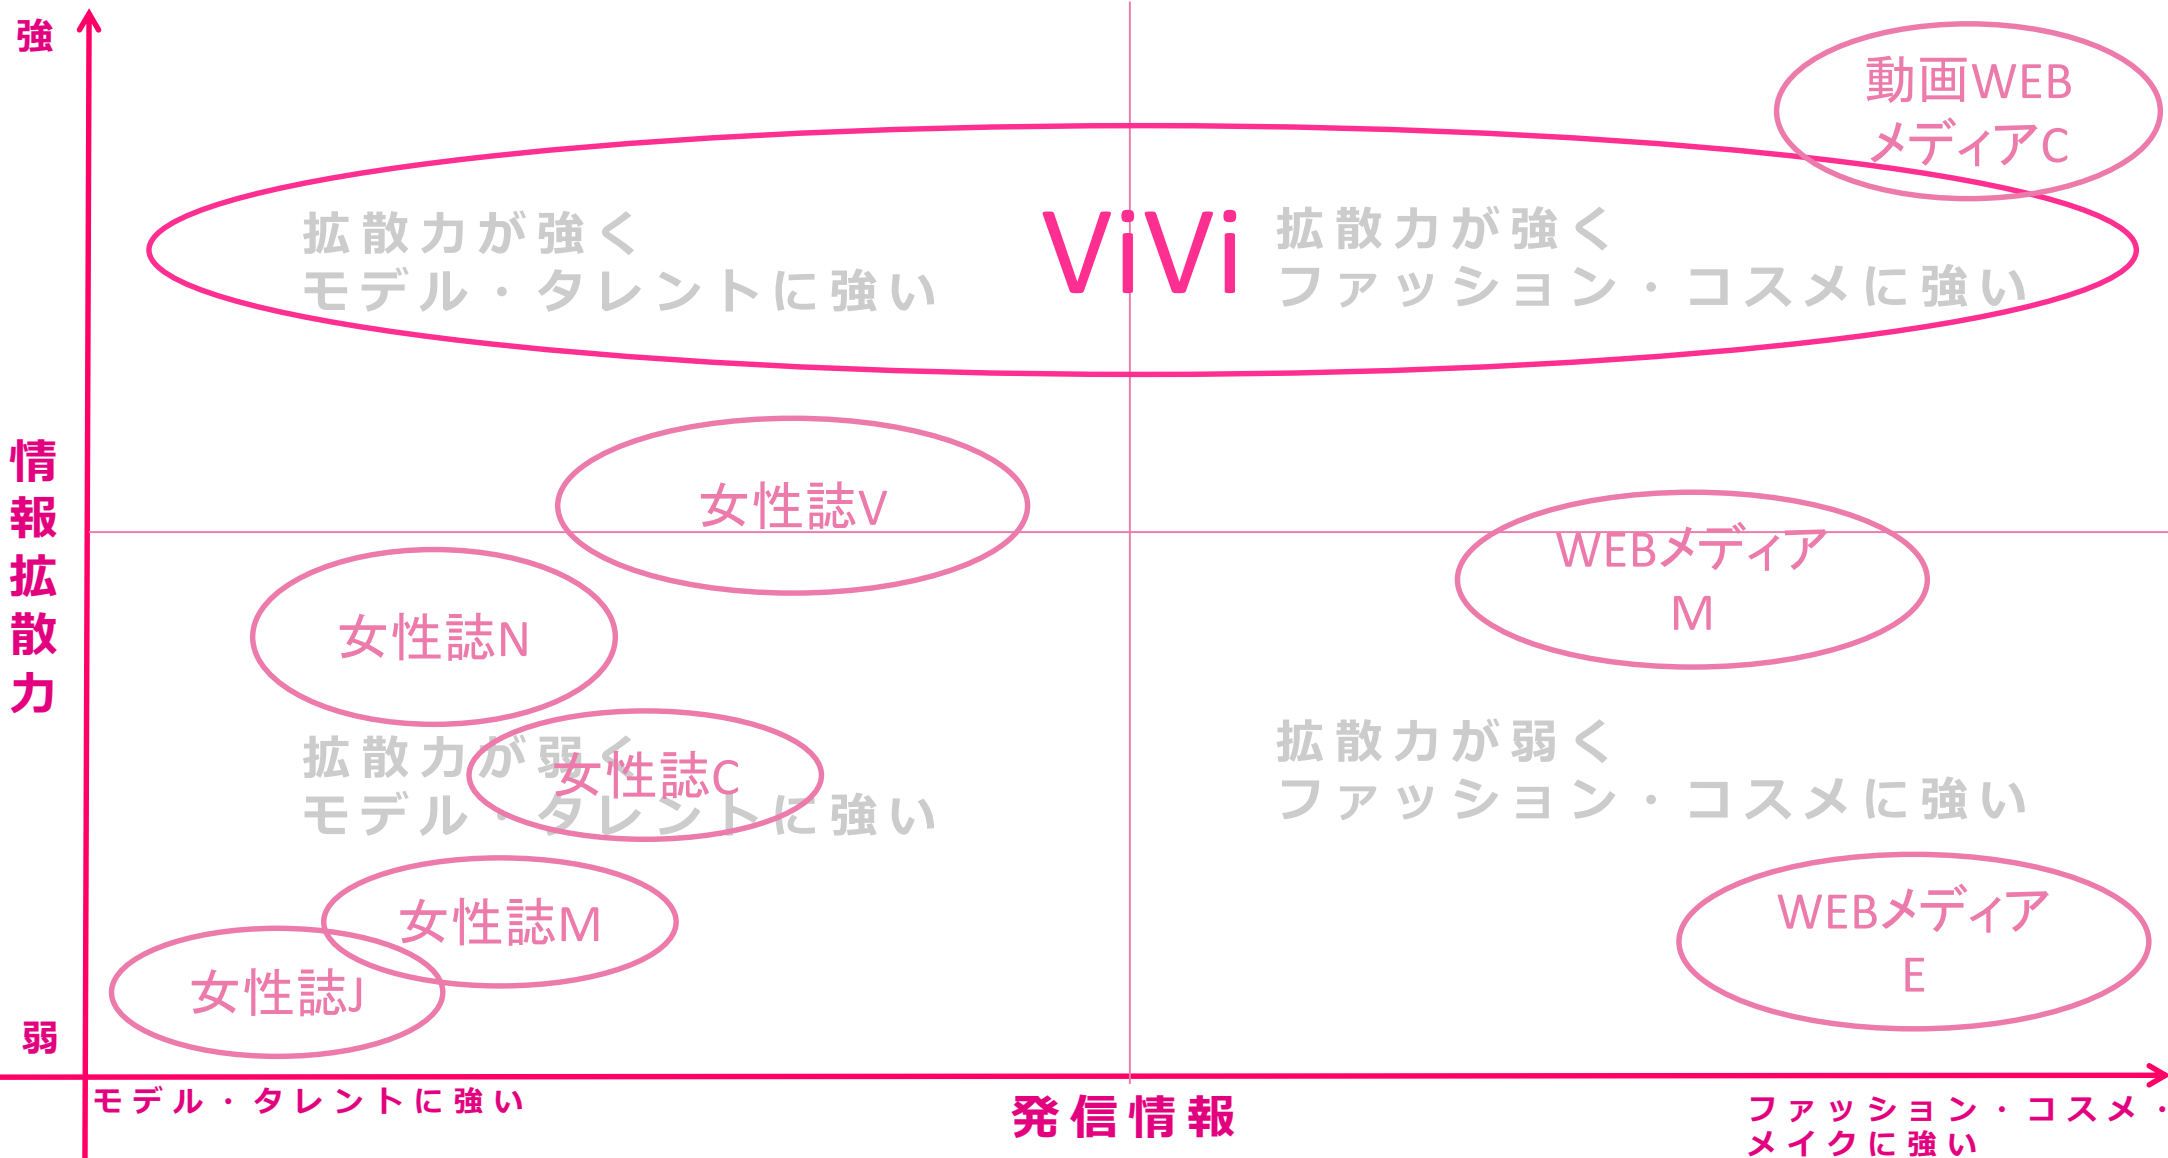 強
動画WEB
メディアC
拡散力が強く
モデル・タレントに強い
ViVi
拡散力が強く
ファッション・コスメに強い
情報拡散力
女性誌V
WEBメディア
M
女性誌N
拡散力が弱く
モデル・タレントに強い
女性誌C
拡散力が弱く
ファッション・コスメに強い
女性誌M
WEBメディア
E
女性誌J
弱
モデル・タレントに強い
発信情報
ファッション・コスメ・
メイクに強い